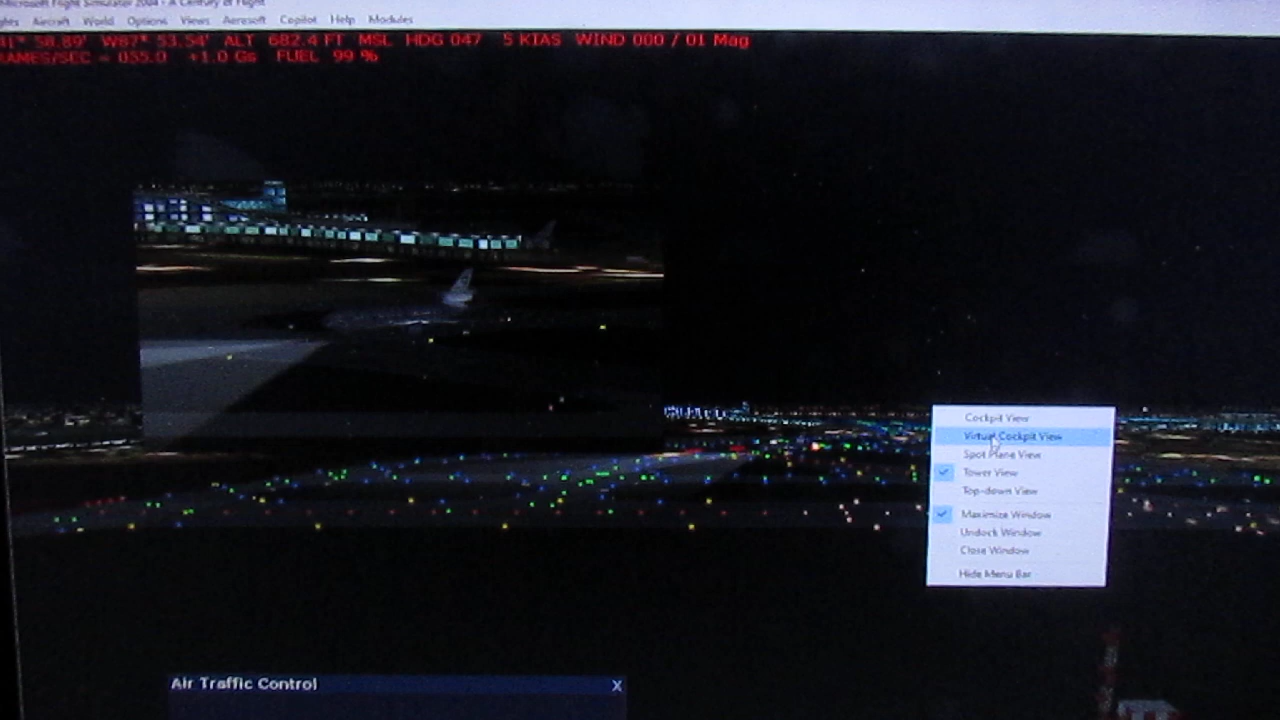 Microsoft Flight Simulator 2004 - A Century of Flight
Aircraft World Options Views Aerosoft Copilot Help Modules
58.89' W87* 53.54' ALT 682.4 FT MSL HDG 047 5 KIAS WIND 000 / 01 Mag
RAMES/SEC = 055.0 +1.0 Gs FUEL 99 %
Cockpit View
Virtual Cockpit View
Spot Plane View
Tower View
Top-down View
Maximize Window
Undock Window
Close Window
Hide Menu Bar
Air Traffic Control X